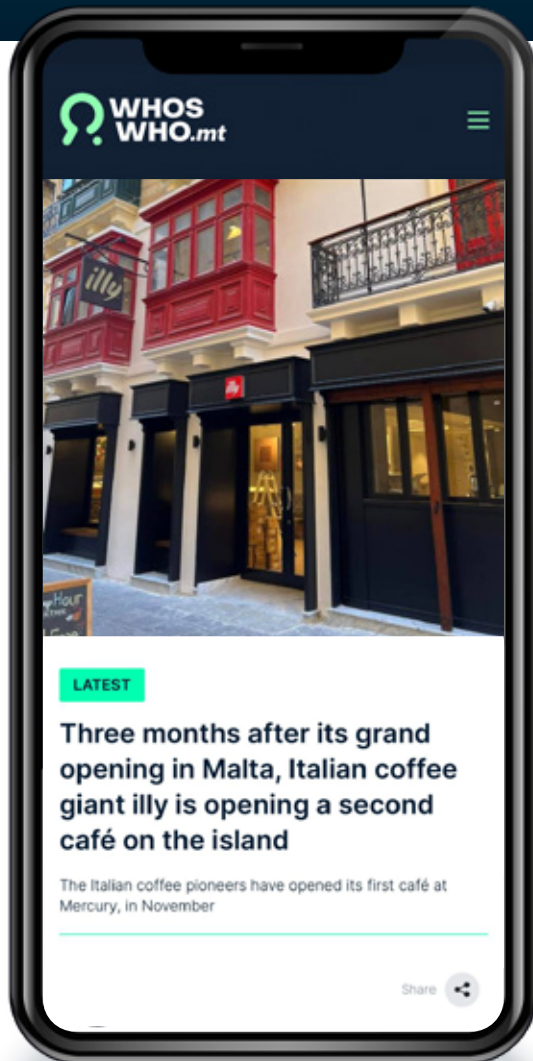 WHOS
WHO.mt
illy
illy
Hour
LATEST
Three months after its grand
opening in Malta, Italian coffee
giant illy is opening a second
café on the island
The Italian coffee pioneers have opened its first café at
Mercury, in November
Share